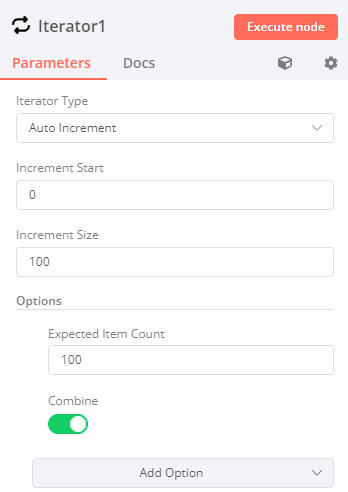 Iterator1
Execute node
Parameters Docs
Iterator Type
Auto Increment
Increment Start
0
Increment Size
100
Options
Expected Item Count
100
Combine
Add Option